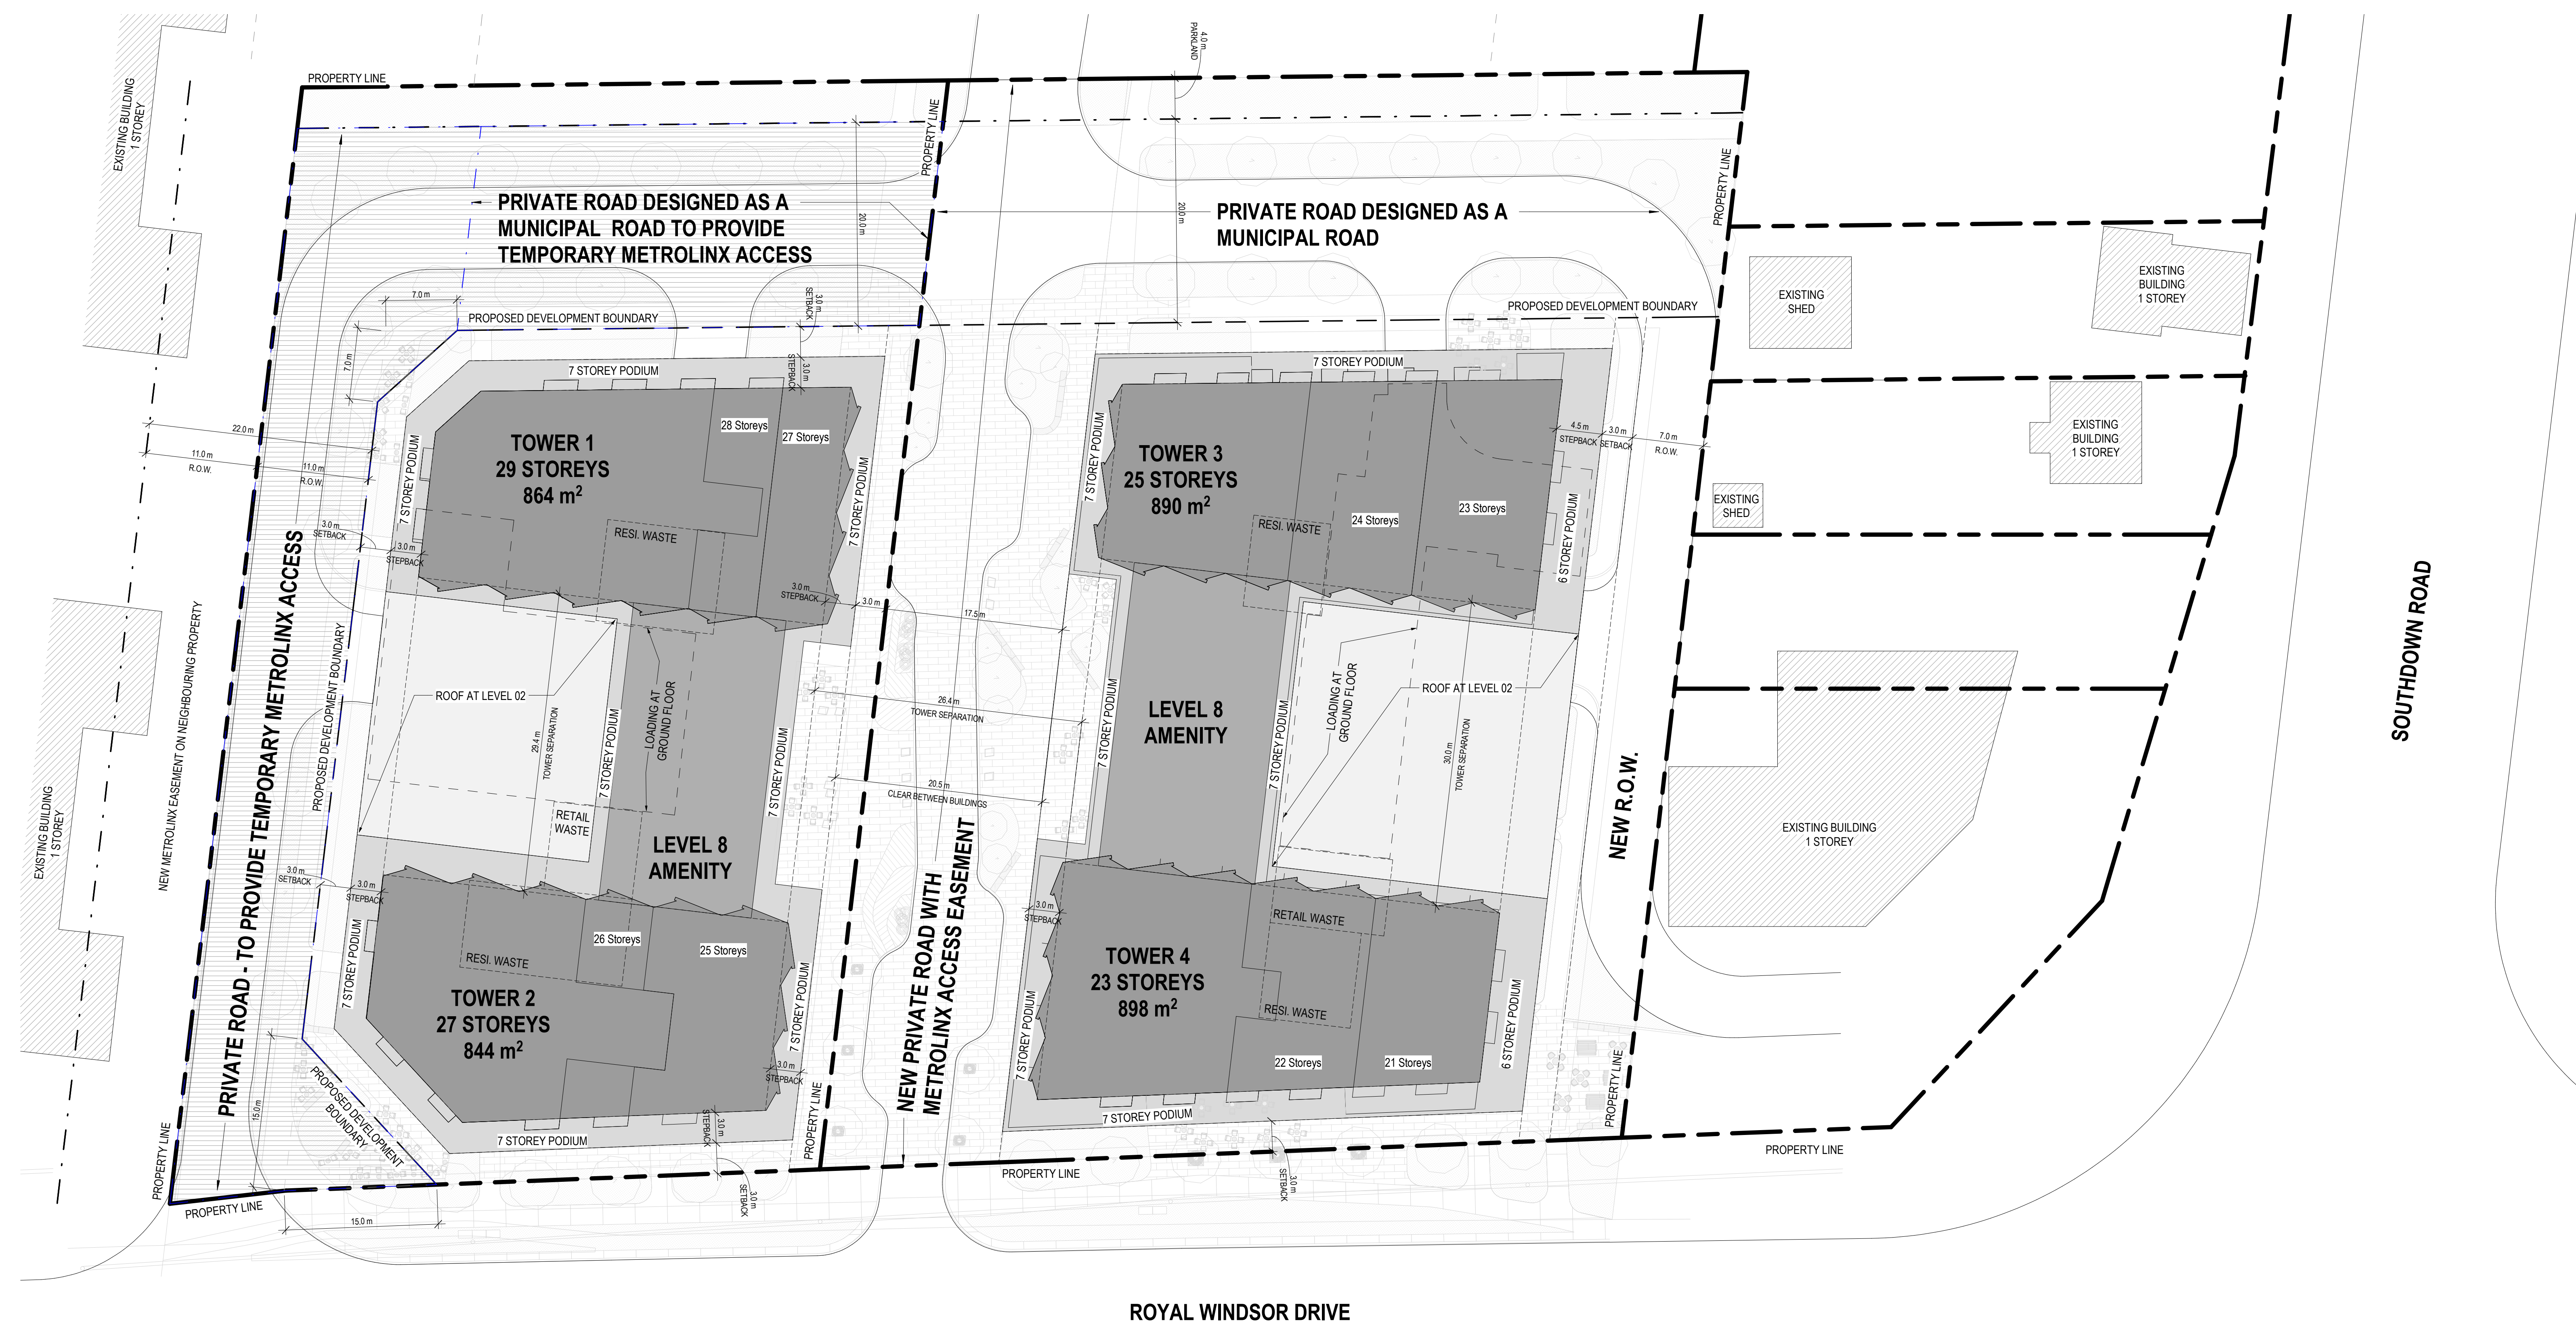 4.0 m
PARKLAND
PROPERTY LINE
EXISTING BUILDING
1 STOREY
PROPERTY LINE
PROPERTY LINE
PRIVATE ROAD DESIGNED AS A
MUNICIPAL ROAD TO PROVIDE
TEMPORARY METROLINX ACCESS
20.0 m
20.0 m
PRIVATE ROAD DESIGNED AS A
MUNICIPAL ROAD
EXISTING
SHED
EXISTING
BUILDING
1 STOREY
7.0 m
7.0 m
PROPOSED DEVELOPMENT BOUNDARY
3.0 m
SETBACK
PROPOSED DEVELOPMENT BOUNDARY
7 STOREY PODIUM
3.0 m
STEPBACK
7 STOREY PODIUM
22.0 m
11.0 m
R.O.W.
11.0 m
R.O.W.
7 STOREY PODIUM
TOWER 1
29 STOREYS
864 m²
28 Storeys
27 Storeys
7 STOREY PODIUM
RESI. WASTE
7 STOREY PODIUM
TOWER 3
25 STOREYS
890 m²
RESI. WASTE
24 Storeys
23 Storeys
4.5 m
STEPBACK
3.0 m
SETBACK
7.0 m
R.O.W.
6 STOREY PODIUM
EXISTING
BUILDING
1 STOREY
EXISTING
SHED
3.0 m
SETBACK
3.0 m
STEPBACK
3.0 m
STEPBACK
3.0 m
17.5 m
NEW METROLINX EASEMENT ON NEIGHBOURING PROPERTY
PRIVATE ROAD - TO PROVIDE TEMPORARY METROLINX ACCESS
PROPOSED DEVELOPMENT BOUNDARY
ROOF AT LEVEL 02
29.4 m
TOWER SEPARATION
7 STOREY PODIUM
LOADING AT
GROUND FLOOR
7 STOREY PODIUM
26.4 m
TOWER SEPARATION
20.5 m
CLEAR BETWEEN BUILDINGS
7 STOREY PODIUM
LEVEL 8
AMENITY
7 STOREY PODIUM
LOADING AT
GROUND FLOOR
ROOF AT LEVEL 02
30.0 m
TOWER SEPARATION
NEW R.O.W.
SOUTHDOWN ROAD
EXISTING BUILDING
1 STOREY
EXISTING BUILDING
1 STOREY
RETAIL
WASTE
LEVEL 8
AMENITY
3.0 m
SETBACK
3.0 m
STEPBACK
7 STOREY PODIUM
26 Storeys
25 Storeys
RESI. WASTE
TOWER 2
27 STOREYS
844 m²
7 STOREY PODIUM
3.0 m
STEPBACK
NEW PRIVATE ROAD WITH
METROLINX ACCESS EASEMENT
3.0 m
STEPBACK
7 STOREY PODIUM
TOWER 4
23 STOREYS
898 m²
RETAIL WASTE
RESI. WASTE
22 Storeys
21 Storeys
6 STOREY PODIUM
PROPERTY LINE
15.0 m
PROPOSED DEVELOPMENT
BOUNDARY
7 STOREY PODIUM
3.0 m
STEPBACK
PROPERTY LINE
7 STOREY PODIUM
PROPERTY LINE
PROPERTY LINE
PROPERTY LINE
15.0 m
3.0 m
SETBACK
PROPERTY LINE
3.0 m
SETBACK
PROPERTY LINE
ROYAL WINDSOR DRIVE